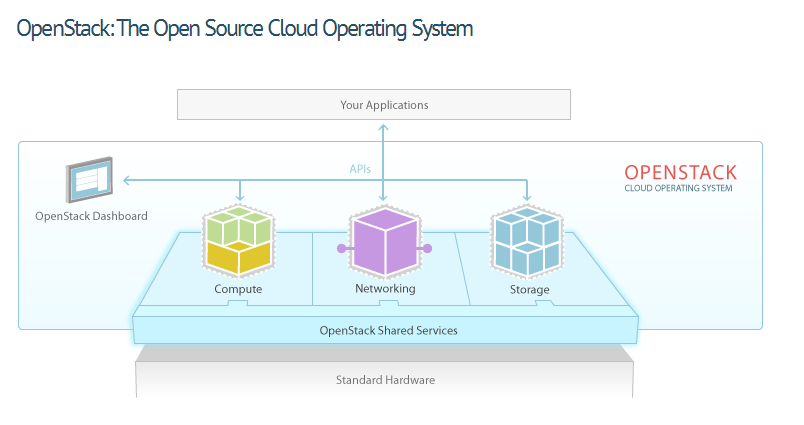 OpenStack: The Open Source Cloud Operating System
Your Applications
APIs
OPENSTACK
CLOUD OPERATING SYSTEM
OpenStack Dashboard
Compute
Networking
Storage
OpenStack Shared Services
Standard Hardware